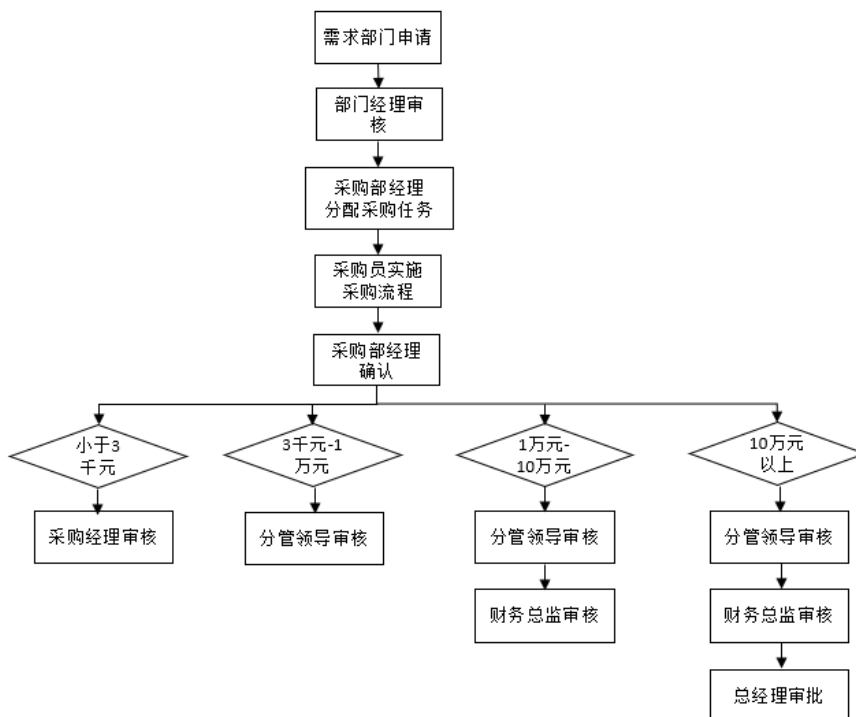 需求部门申请
部门经理审
核
采购部经理
分配采购任务
采购员实施
采购流程
采购部经理
确认
小于3
千元
3千元-1
万元
1万元-
10万元
10万元
以上
采购经理审核
分管领导审核
分管领导审核
分管领导审核
财务总监审核
财务总监审核
总经理审批